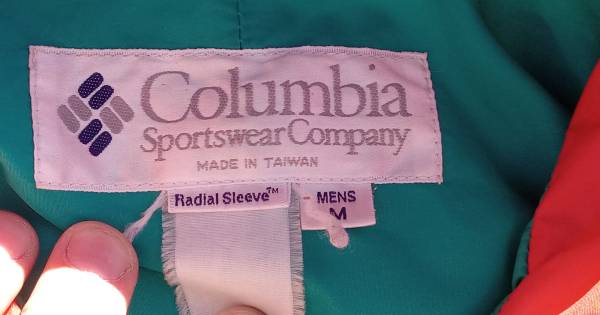 Columbia
Sportswear Company
MADE IN TAIWAN
Radial Sleeve™
MENS
M